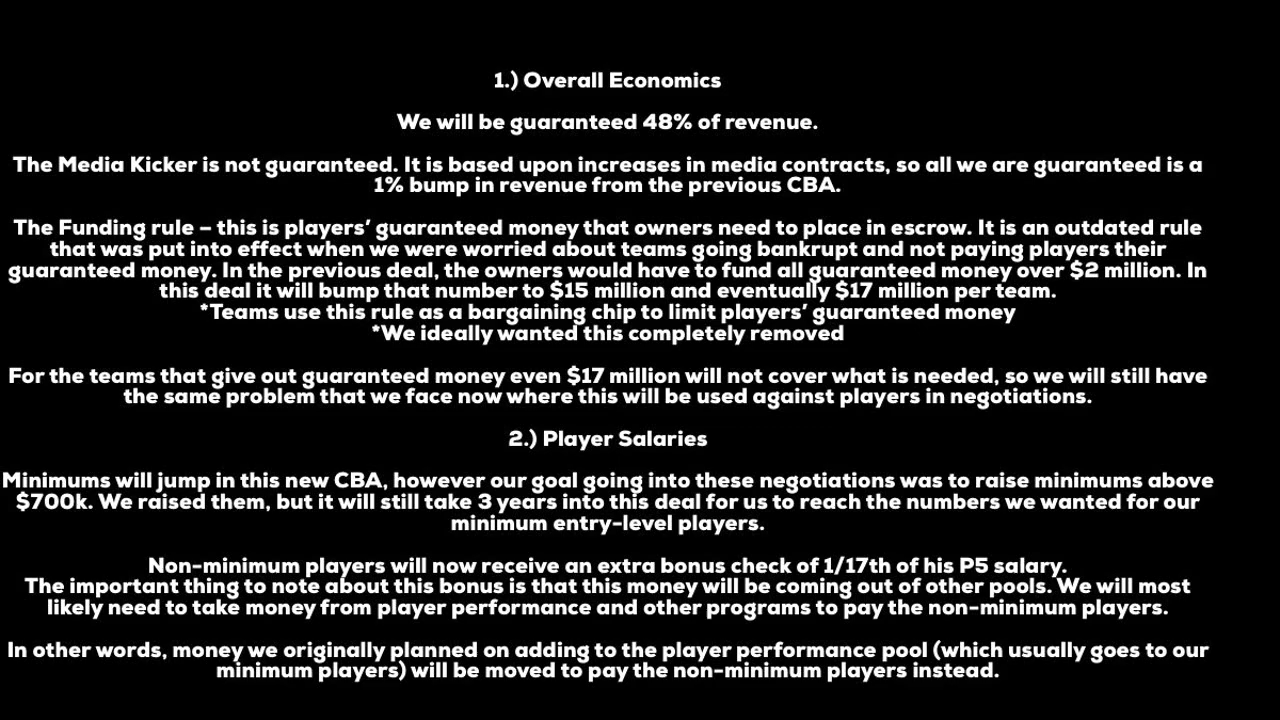 1.) Overall Economics
We will be guaranteed 48% of revenue.
The Media Kicker is not guaranteed. It is based upon increases in media contracts, so all we are guaranteed is a
1% bump in revenue from the previous CBA.
The Funding rule – this is players’ guaranteed money that owners need to place in escrow. It is an outdated rule
that was put into effect when we were worried about teams going bankrupt and not paying players their
guaranteed money. In the previous deal, the owners would have to fund all guaranteed money over $2 million. In
this deal it will bump that number to $15 million and eventually $17 million per team.
*Teams use this rule as a bargaining chip to limit players’ guaranteed money
*We ideally wanted this completely removed
For the teams that give out guaranteed money even $17 million will not cover what is needed, so we will still have
the same problem that we face now where this will be used against players in negotiations.
2.) Player Salaries
Minimums will jump in this new CBA, however our goal going into these negotiations was to raise minimums above
$700k. We raised them, but it will still take 3 years into this deal for us to reach the numbers we wanted for our
minimum entry-level players.
Non-minimum players will now receive an extra bonus check of 1/17th of his P5 salary.
The important thing to note about this bonus is that this money will be coming out of other pools. We will most
likely need to take money from player performance and other programs to pay the non-minimum players.
In other words, money we originally planned on adding to the player performance pool (which usually goes to our
minimum players) will be moved to pay the non-minimum players instead.